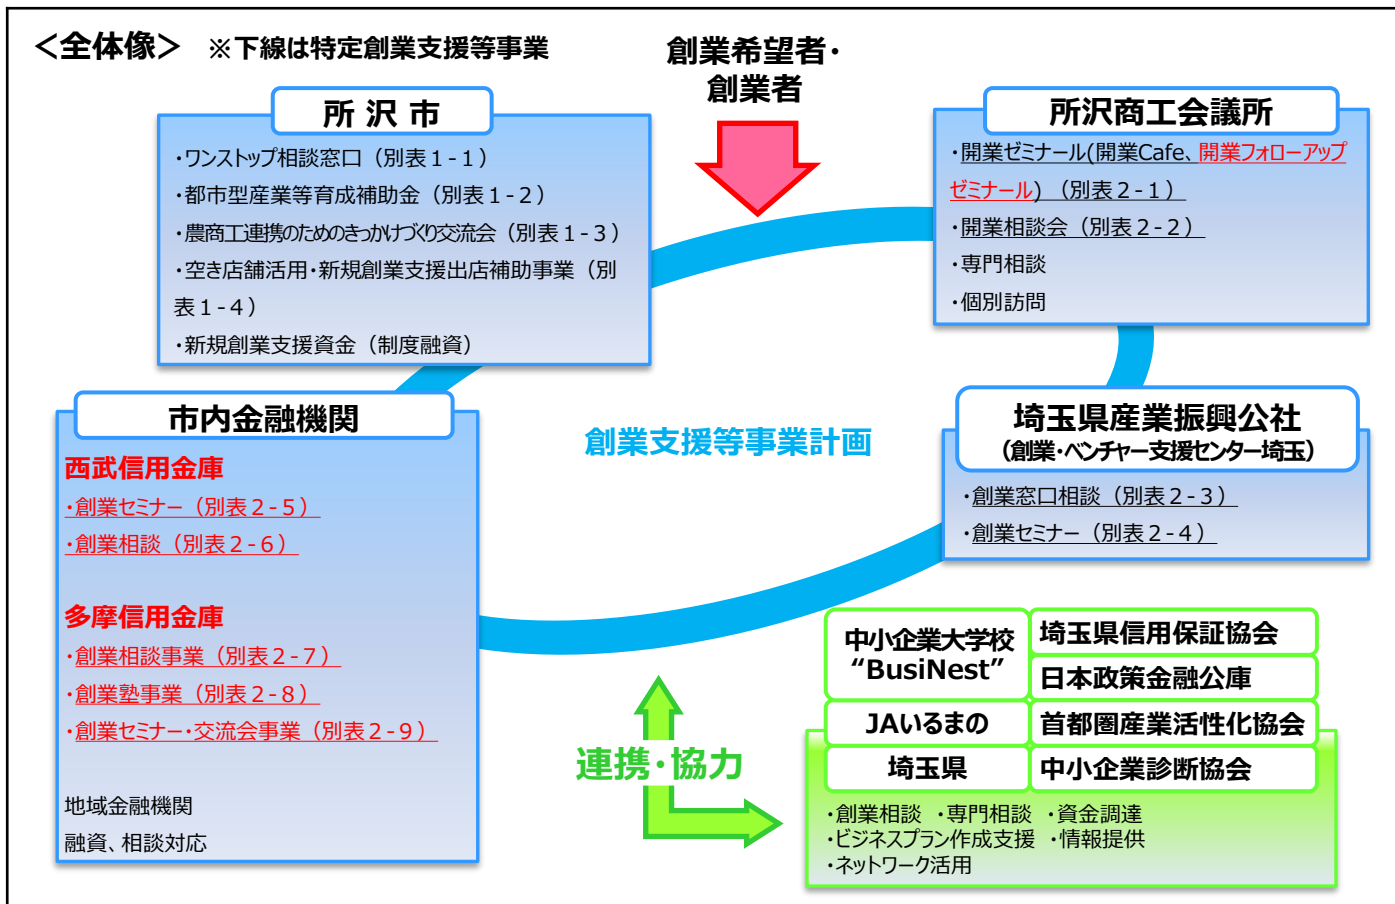 ＜全体像＞ ※下線は特定創業支援等事業
創業希望者・
創業者
所 沢 市
・ワンストップ相談窓口（別表１-１）
・都市型産業等育成補助金（別表１-２）
・農商工連携のためのきっかけづくり交流会（別表１-３）
・空き店舗活用・新規創業支援出店補助事業（別
表１-４）
・新規創業支援資金（制度融資）
所沢商工会議所
・開業ゼミナール(開業Cafe、開業フォローアップ
ゼミナール)　（別表２-１）
・開業相談会（別表２-２）
・専門相談
・個別訪問
市内金融機関
西武信用金庫
・創業セミナー（別表２-５）
・創業相談（別表２-６）
多摩信用金庫
・創業相談事業（別表２-７）
・創業塾事業（別表２-８）
・創業セミナー・交流会事業（別表２-９）
地域金融機関
融資、相談対応
創業支援等事業計画
埼玉県産業振興公社
（創業・ベンチャー支援センター埼玉）
・創業窓口相談（別表２-３）
・創業セミナー（別表２-４）
連携・協力
中小企業大学校
“BusiNest”
埼玉県信用保証協会
日本政策金融公庫
JAいるまの
首都圏産業活性化協会
埼玉県
中小企業診断協会
・創業相談 ・専門相談 ・資金調達
・ビジネスプラン作成支援 ・情報提供
・ネットワーク活用